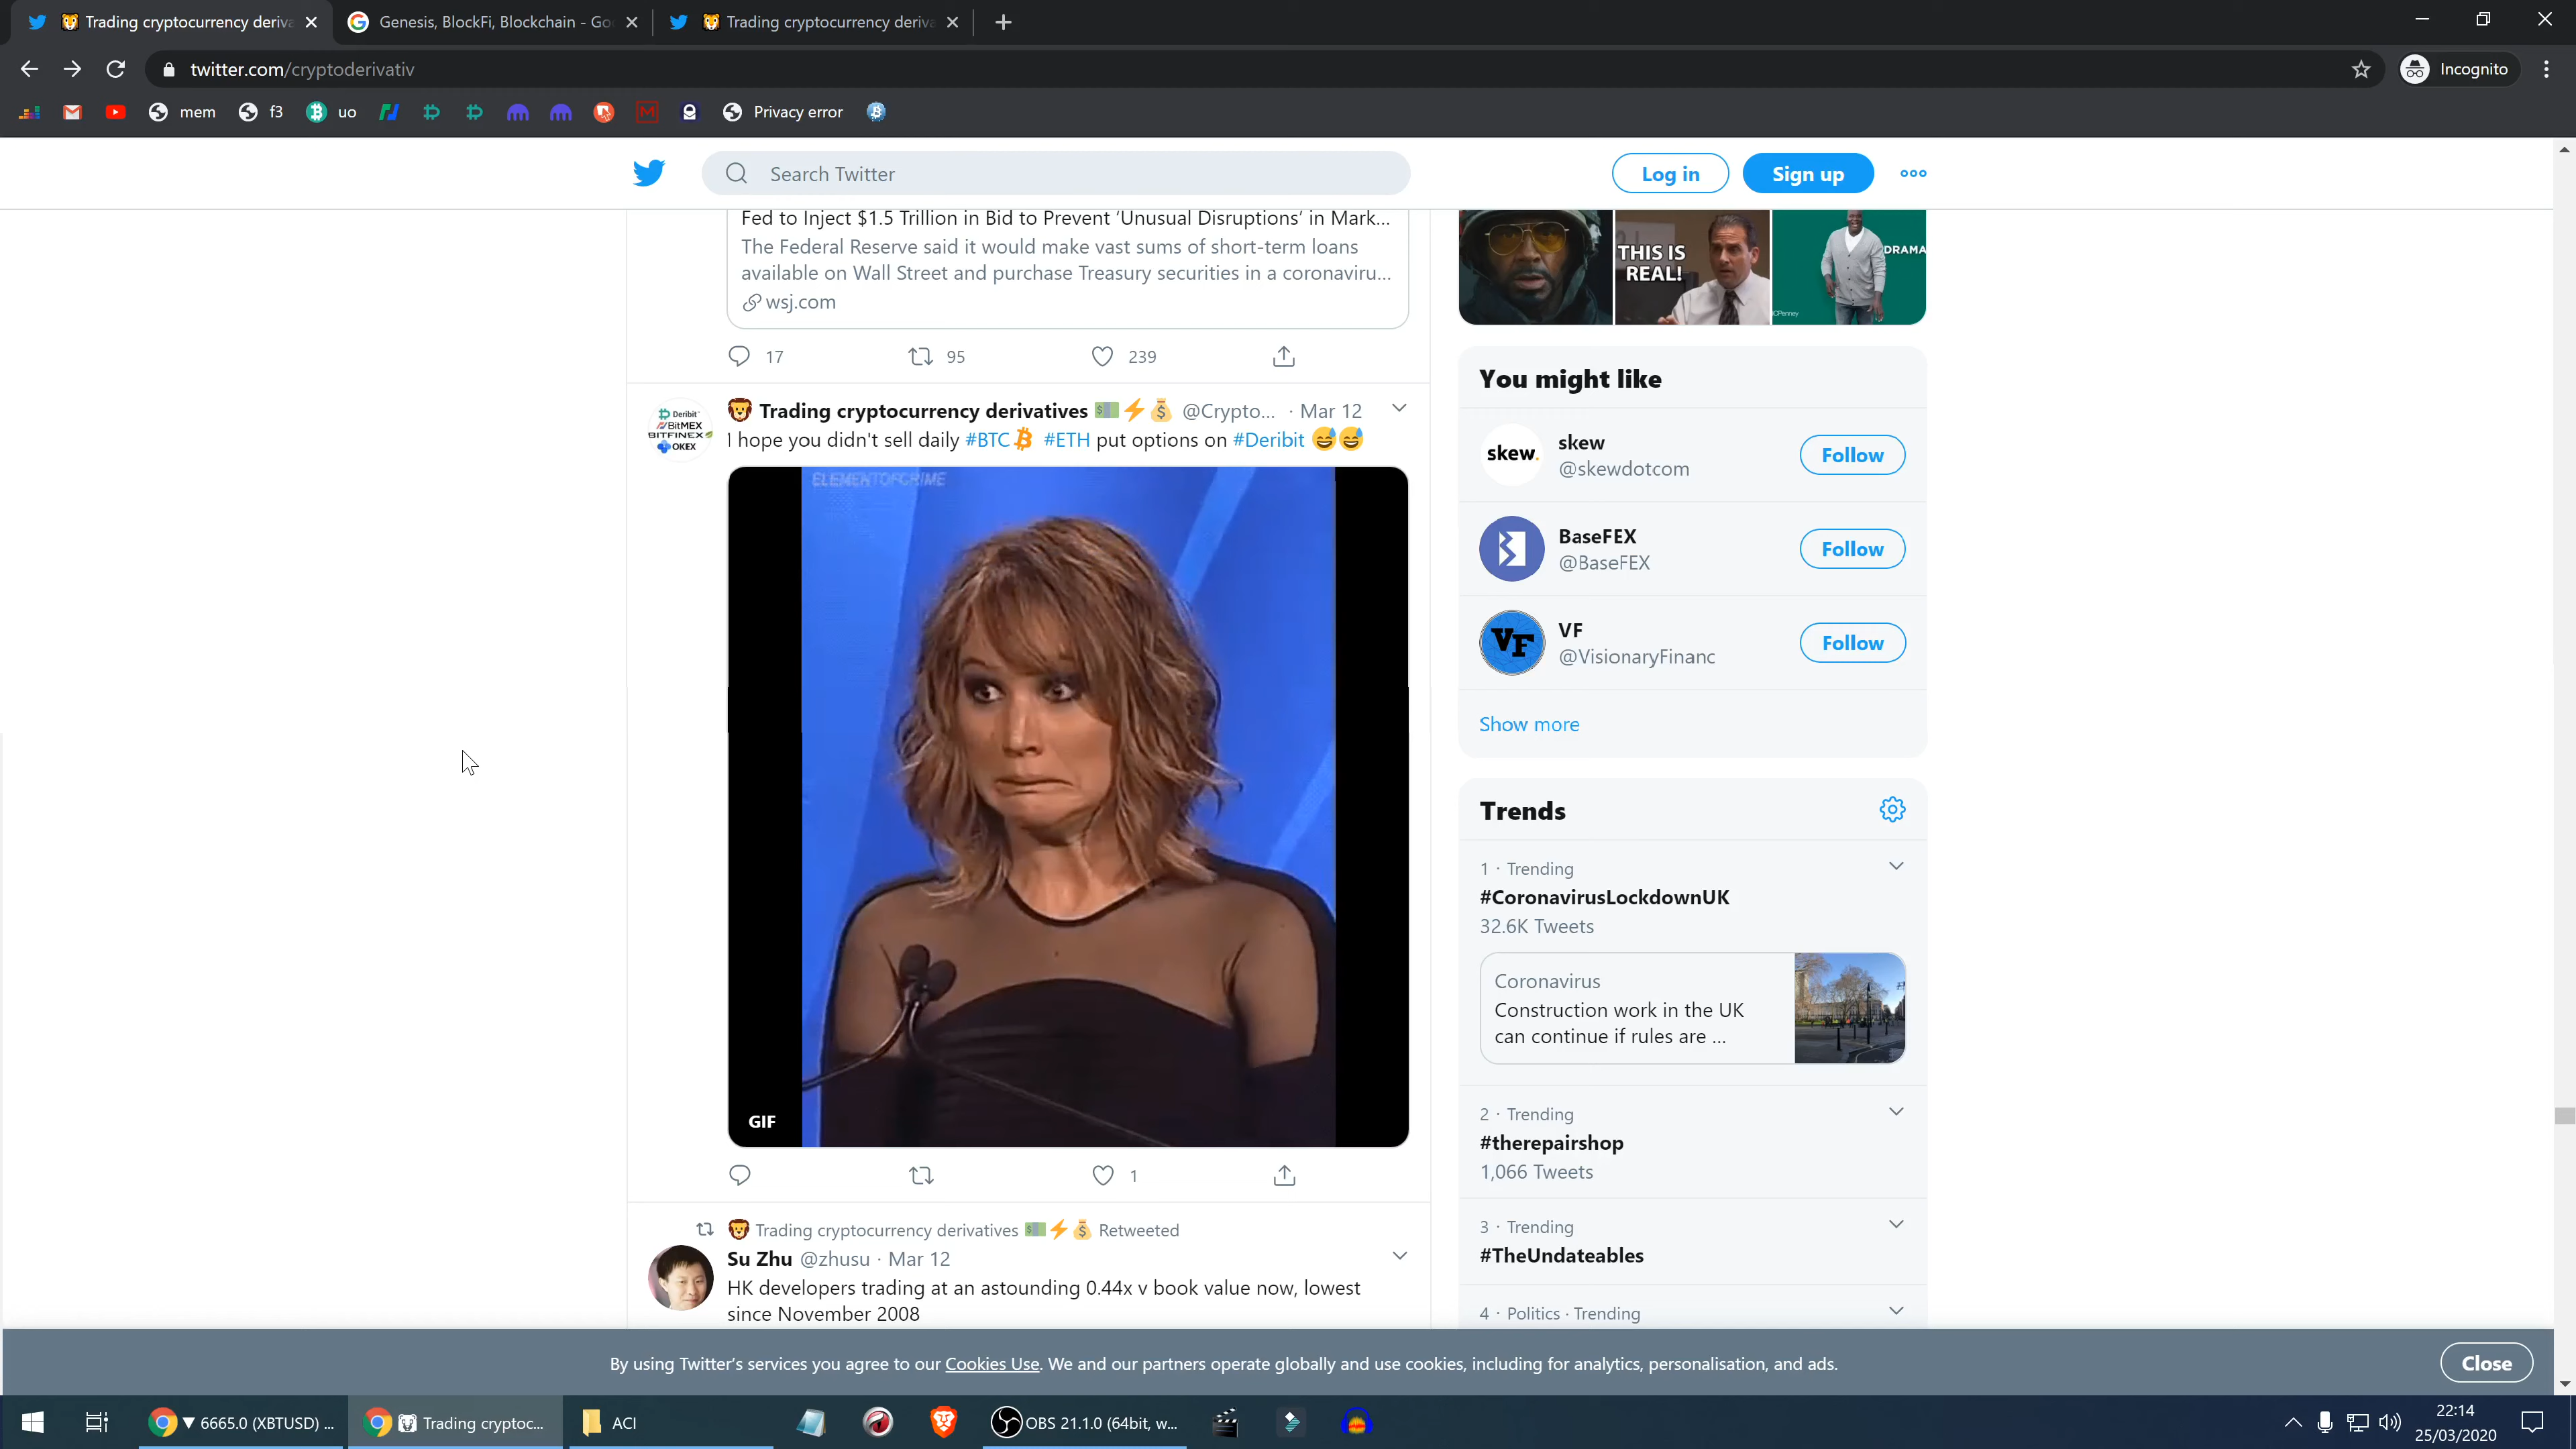 Trading cryptocurrency deriva
Genesis, BlockFi, Blockchain - Go
Trading cryptocurrency deriva
twitter.com/cryptoderivativ
Incognito
mem
f3
uo
Privacy error
Search Twitter
Log in
Sign up
Fed to Inject $1.5 Trillion in Bid to Prevent ‘Unusual Disruptions’ in Mark...
The Federal Reserve said it would make vast sums of short-term loans
available on Wall Street and purchase Treasury securities in a coronaviru...
wsj.com
17 95 239
Deribit
BitMEX
BITFINEX
OKEX
Trading cryptocurrency derivatives 💵⚡💰 @Crypto... · Mar 12
I hope you didn't sell daily #BTC #ETH put options on #Deribit 😅😅
ELEMENTOFCRIME
GIF
1
Trading cryptocurrency derivatives 💵⚡💰 Retweeted
Su Zhu @zhusu · Mar 12
HK developers trading at an astounding 0.44x v book value now, lowest
since November 2008
THIS IS
REAL!
DRAMA
JCPenney
You might like
skew.
skew
@skewdotcom
Follow
BaseFEX
@BaseFEX
Follow
VF
VF
@VisionaryFinanc
Follow
Show more
Trends
1 · Trending
#CoronavirusLockdownUK
32.6K Tweets
Coronavirus
Construction work in the UK
can continue if rules are ...
2 · Trending
#therepairshop
1,066 Tweets
3 · Trending
#TheUndateables
4 · Politics · Trending
By using Twitter’s services you agree to our Cookies Use. We and our partners operate globally and use cookies, including for analytics, personalisation, and ads.
Close
▼ 6665.0 (XBTUSD) ...
Trading cryptoc...
ACI
OBS 21.1.0 (64bit, w...
22:14
25/03/2020